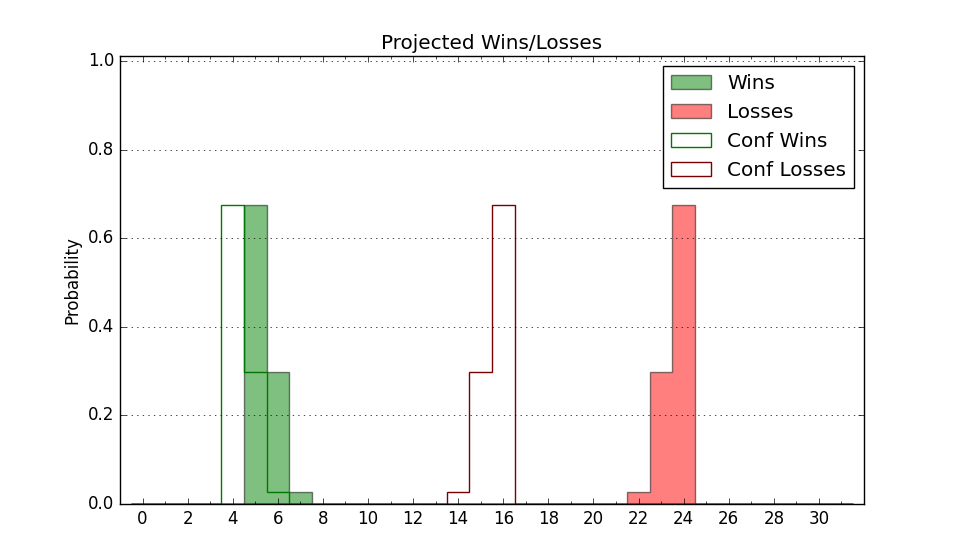 Projected Wins/Losses
1.0
0.8
0.6
0.4
0.2
0.0
Probability
Wins
Losses
Conf Wins
Conf Losses
0 2 4 6 8 10 12 14 16 18 20 22 24 26 28 30